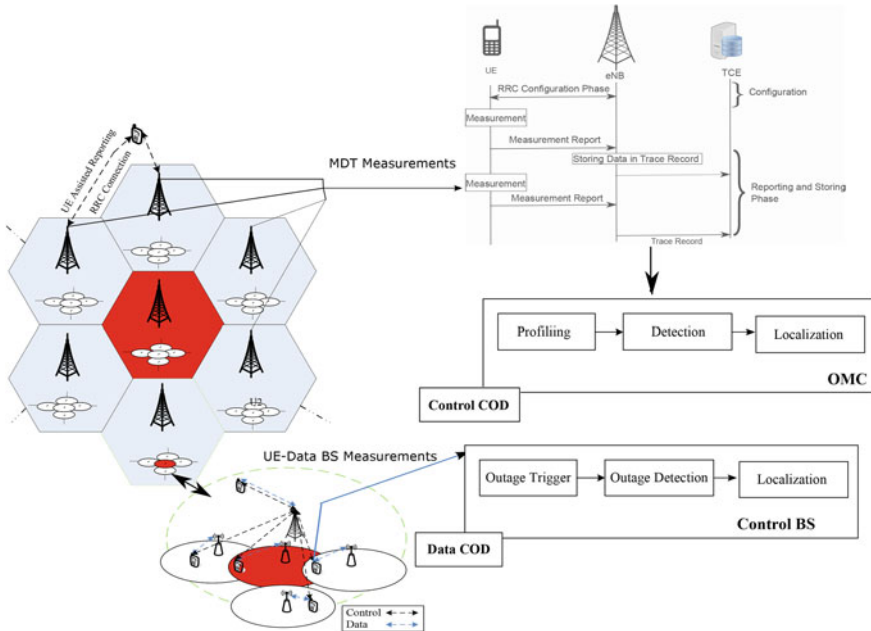 UE
eNB
TCE
RRC Configuration Phase
Configuration
Measurement
Measurement Report
Storing Data in Trace Record
Measurement
Measurement Report
Reporting and Storing
Phase
Trace Record
UE Assisted Reporting
RRC Connection
MDT Measurements
Profiliing
Detection
Localization
OMC
Control COD
U2
UE-Data BS Measurements
Outage Trigger
Outage Detection
Localization
Control BS
Data COD
Control
Data